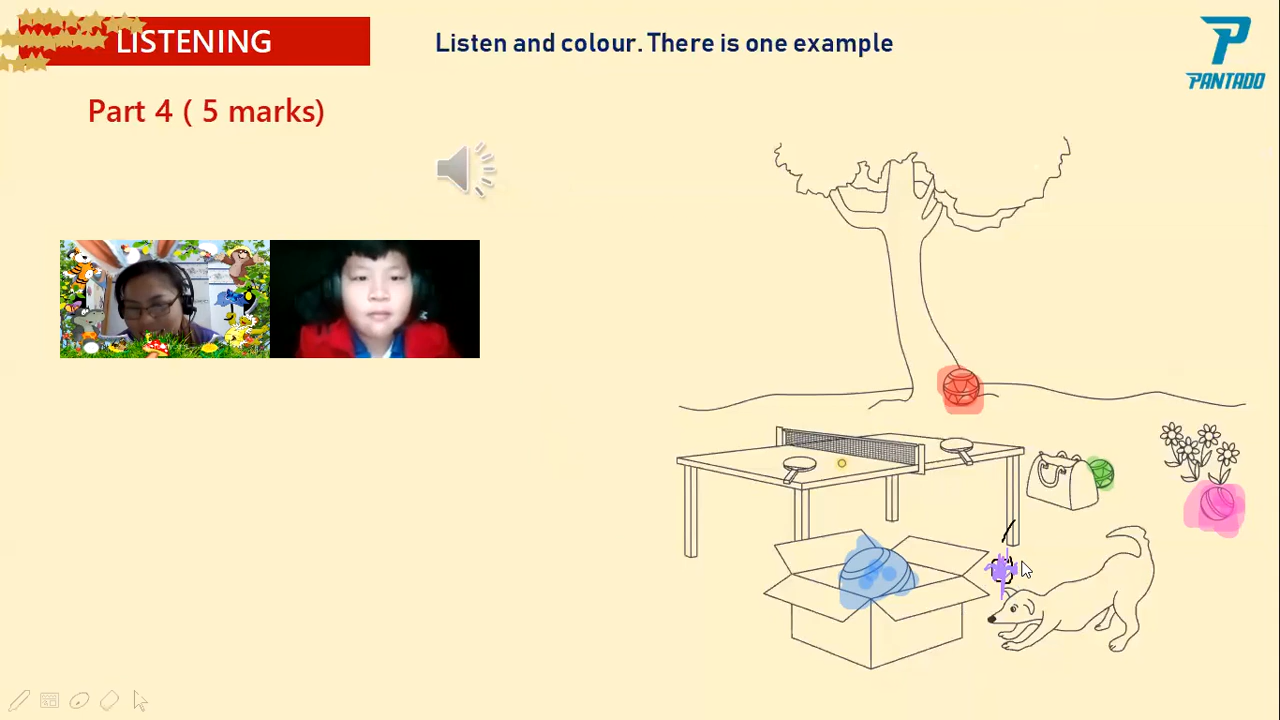 LISTENING
Listen and colour. There is one example
PANTADO
Part 4 ( 5 marks)